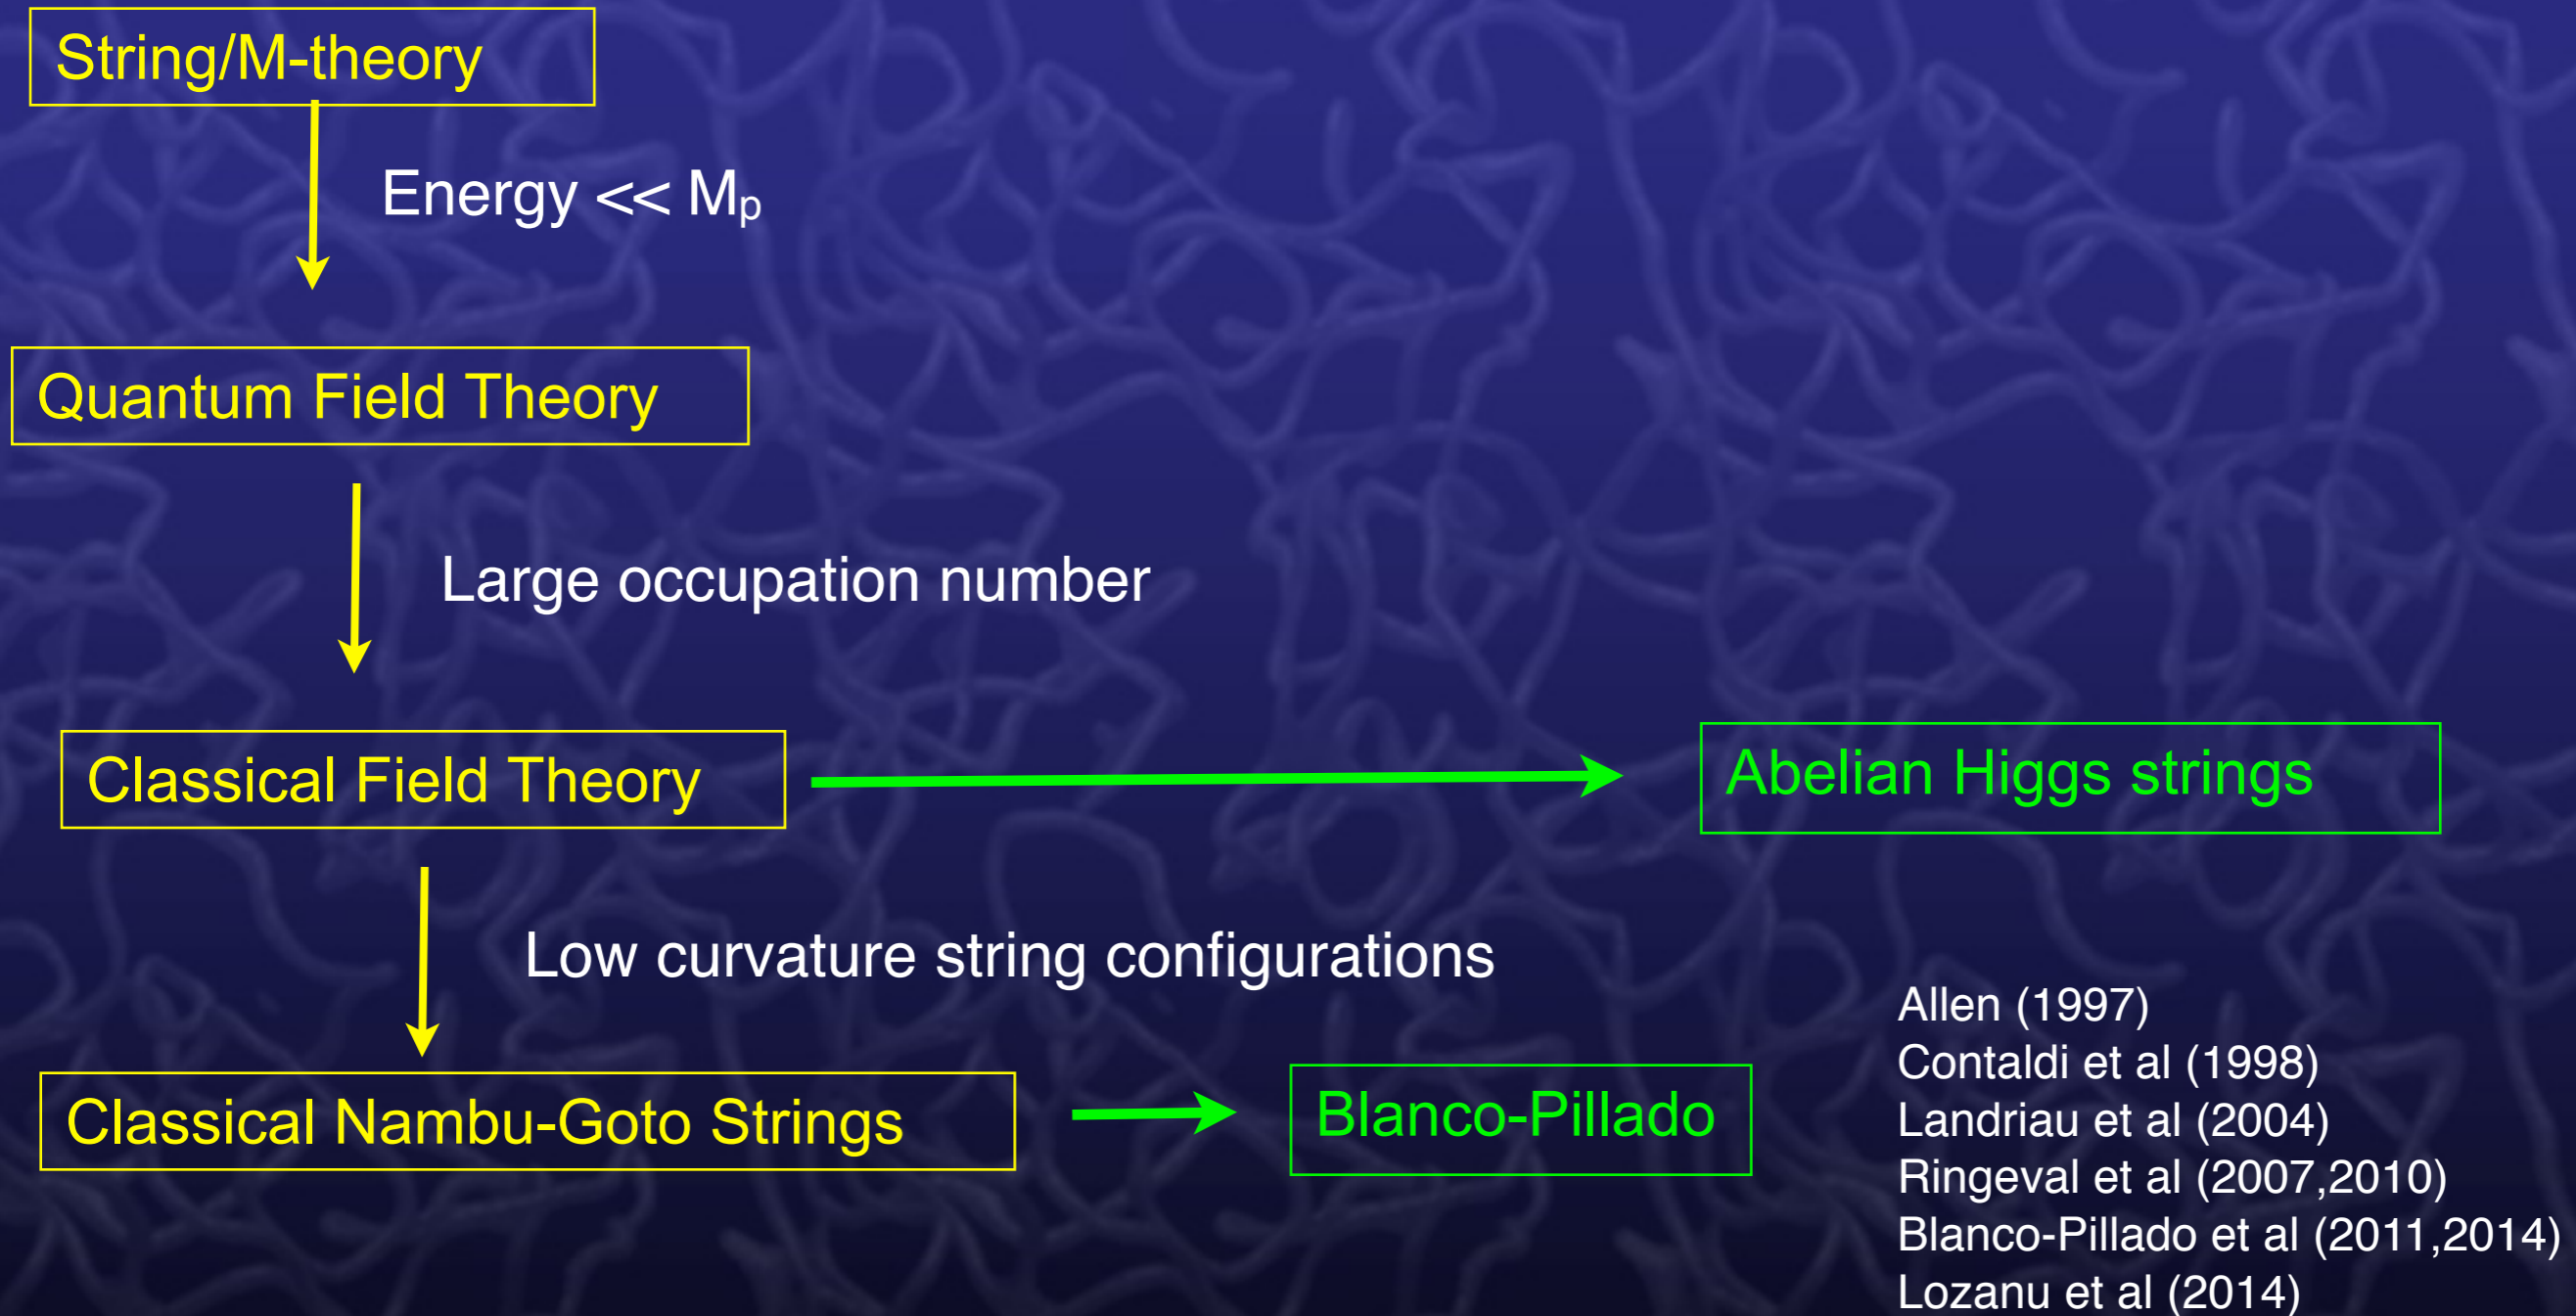 String/M-theory
Energy << Mₚ
Quantum Field Theory
Large occupation number
Classical Field Theory
Abelian Higgs strings
Low curvature string configurations
Classical Nambu-Goto Strings
Blanco-Pillado
Allen (1997)
Contaldi et al (1998)
Landriau et al (2004)
Ringeval et al (2007,2010)
Blanco-Pillado et al (2011,2014)
Lozanu et al (2014)